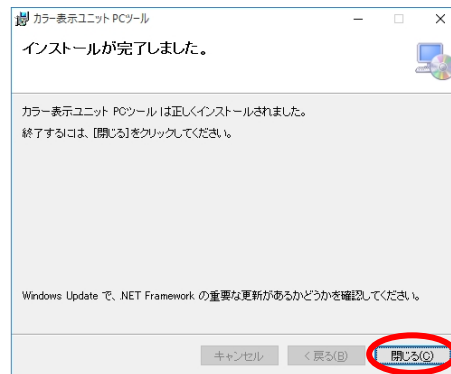 カラー表示ユニット PCツール
インストールが完了しました。
カラー表示ユニット PCツール は正しくインストールされました。
終了するには、[閉じる]をクリックしてください。
Windows Update で、.NET Framework の重要な更新があるかどうかを確認してください。
キャンセル < 戻る(B) 閉じる(C)